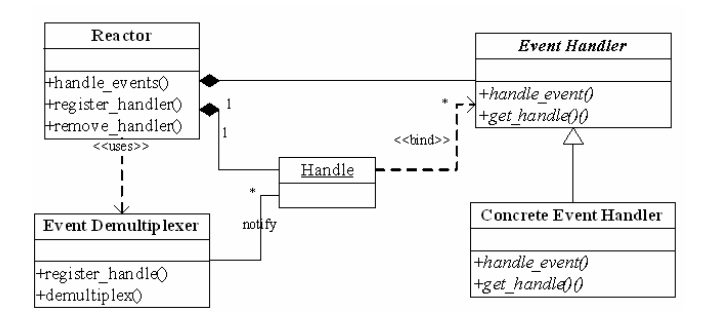 Reactor
+handle_events()
+register_handler()
+remove_handler()
<<uses>>
1
1
*
Event Handler
+handle_event()
+get_handle()()
<<bind>>
Handle
*
notify
Event Demultiplexer
+register_handle()
+demultiplex()
Concrete Event Handler
+handle_event()
+get_handle()()